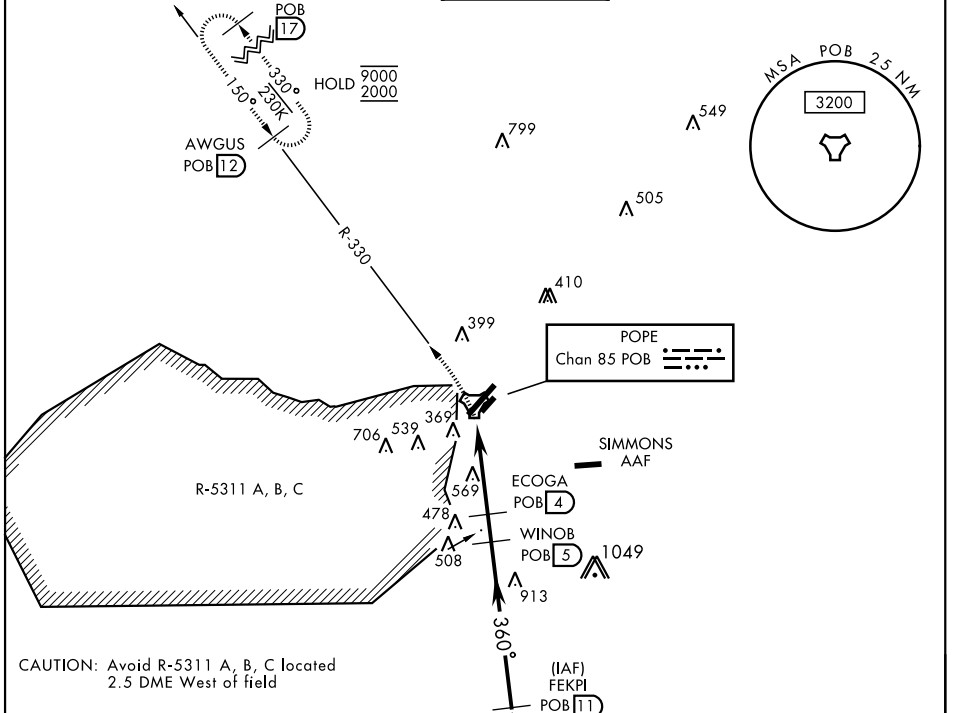 POB
17
HOLD 9000
2000
330°
230K
150°
AWGUS
POB 12
MSA POB 25 NM
3200
799
549
505
R-330
410
399
POPE
Chan 85 POB
369
706
539
SIMMONS
AAF
R-5311 A, B, C
569
ECOGA
POB 4
478
WINOB
POB 5
508
1049
913
360°
CAUTION: Avoid R-5311 A, B, C located
2.5 DME West of field
(IAF)
FEKPI
POB 11